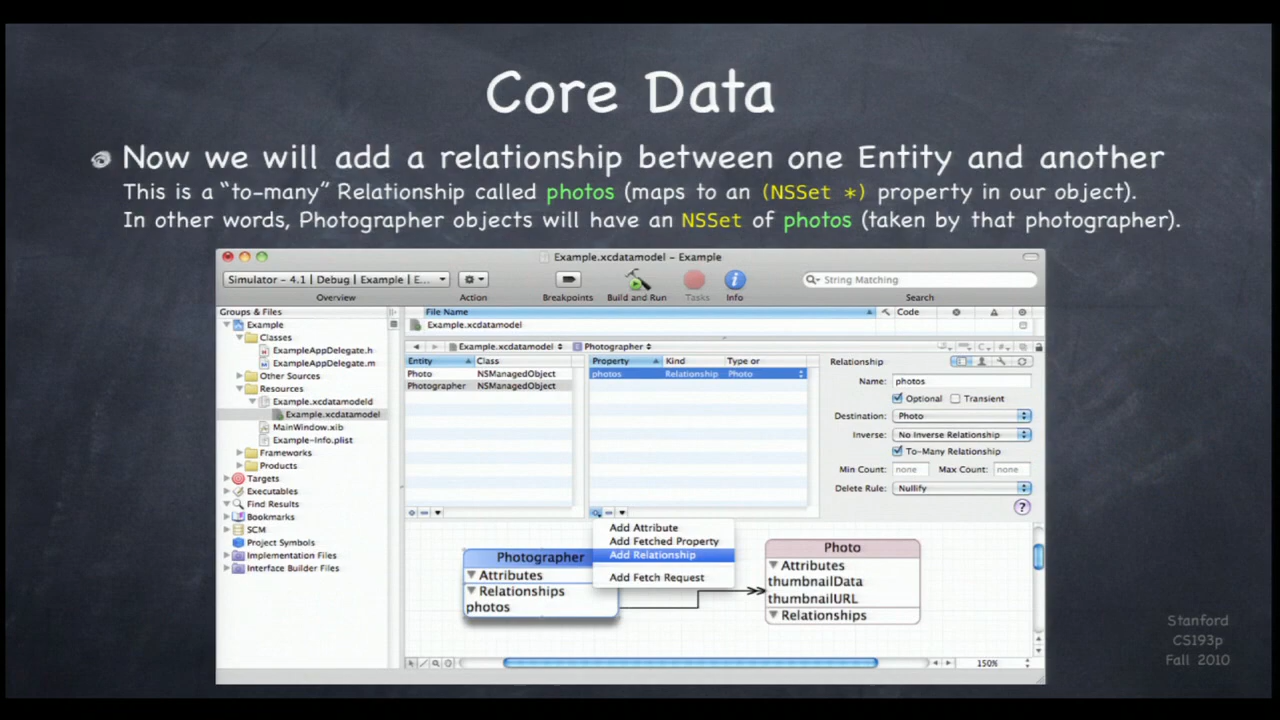 Core Data
Now we will add a relationship between one Entity and another
This is a “to-many” Relationship called photos (maps to an (NSSet *) property in our object).
In other words, Photographer objects will have an NSSet of photos (taken by that photographer).
Example.xcdatamodel – Example
Simulator – 4.1 | Debug | Example | E...
String Matching
Overview
Action
Breakpoints
Build and Run
Tasks
Info
Search
Groups & Files
Example
Classes
ExampleAppDelegate.h
ExampleAppDelegate.m
Other Sources
Resources
Example.xcdatamodeld
Example.xcdatamodel
MainWindow.xib
Example-Info.plist
Frameworks
Products
Targets
Executables
Find Results
Bookmarks
SCM
Project Symbols
Implementation Files
Interface Builder Files
File Name
Code
Example.xcdatamodel
Example.xcdatamodel
Photographer
Entity Class
Photo NSManagedObject
Photographer NSManagedObject
Property Kind Type or
photos Relationship Photo
Relationship
Name: photos
Optional Transient
Destination: Photo
Inverse: No Inverse Relationship
To-Many Relationship
Min Count: none Max Count: none
Delete Rule: Nullify
?
Add Attribute
Add Fetched Property
Add Relationship
Add Fetch Request
Photographer
Attributes
Relationships
photos
Photo
Attributes
thumbnailData
thumbnailURL
Relationships
150%
Stanford
CS193p
Fall 2010